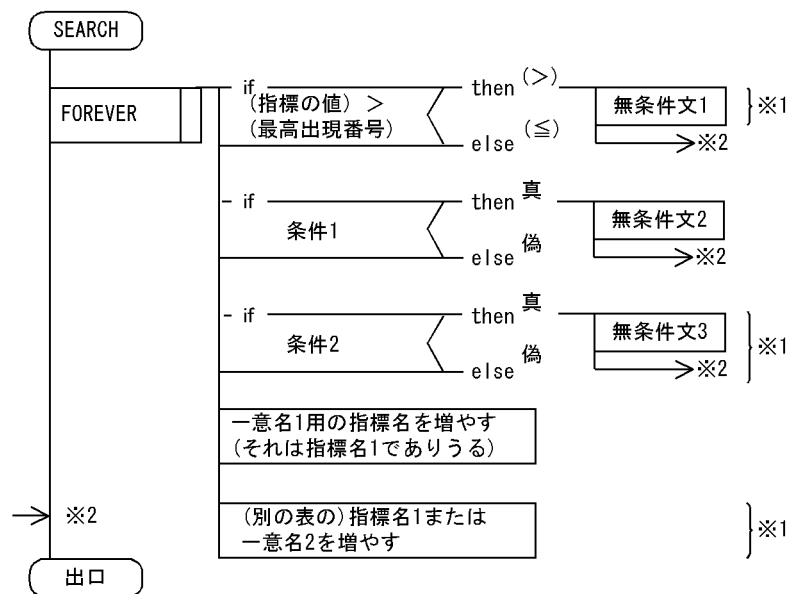 SEARCH
FOREVER
if
(指標の値) >
(最高出現番号)
then (>)
else (≦)
無条件文1
※1
※2
if
条件1
then 真
else 偽
無条件文2
※2
if
条件2
then 真
else 偽
無条件文3
※1
※2
一意名1用の指標名を増やす
(それは指標名1でありうる)
※2
(別の表の)指標名1または
一意名2を増やす
※1
出口